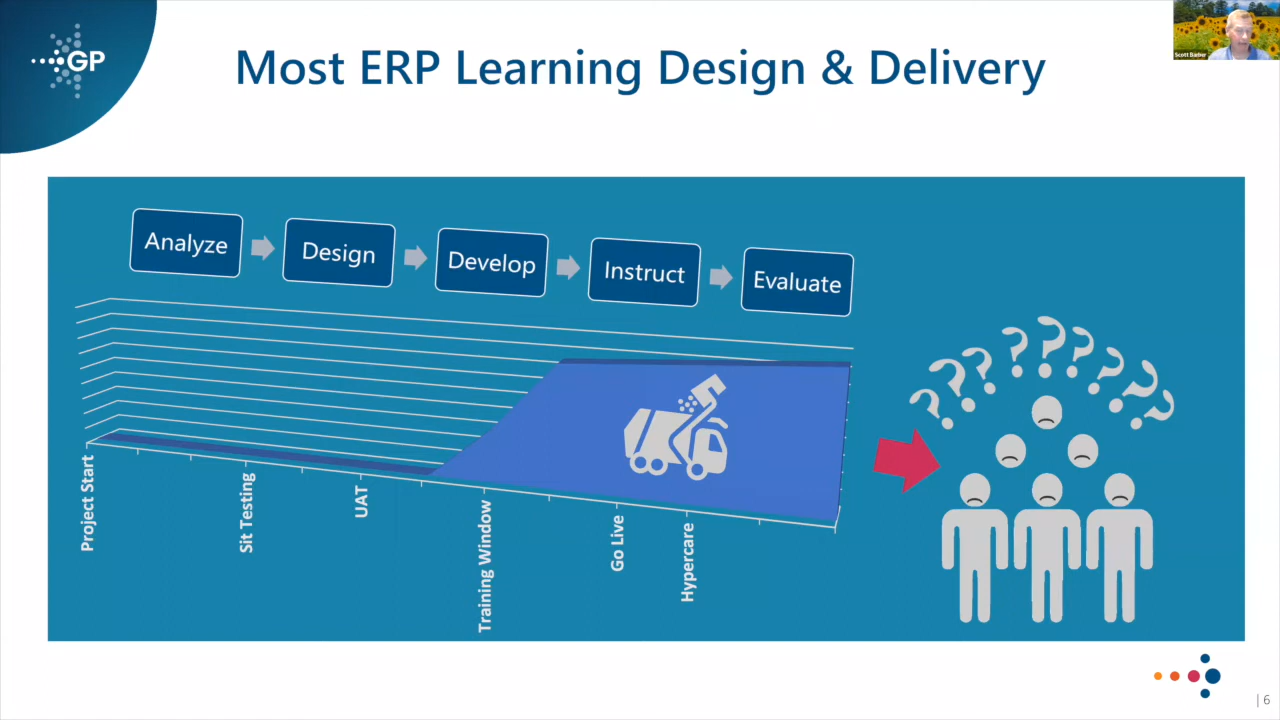 GP
Most ERP Learning Design & Delivery
Scott Barber
Analyze
Design
Develop
Instruct
Evaluate
? ? ? ? ? ? ? ? ?
Project Start
Sit Testing
UAT
Training Window
Go Live
Hypercare
| 6